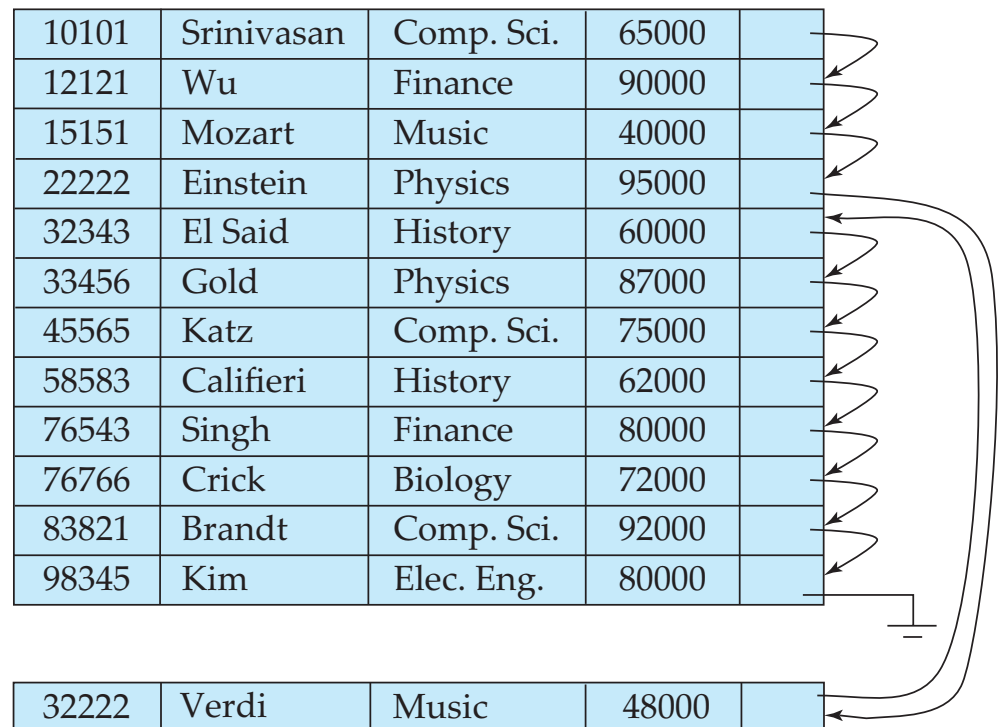 10101 Srinivasan Comp. Sci. 65000
12121 Wu Finance 90000
15151 Mozart Music 40000
22222 Einstein Physics 95000
32343 El Said History 60000
33456 Gold Physics 87000
45565 Katz Comp. Sci. 75000
58583 Califieri History 62000
76543 Singh Finance 80000
76766 Crick Biology 72000
83821 Brandt Comp. Sci. 92000
98345 Kim Elec. Eng. 80000
32222 Verdi Music 48000